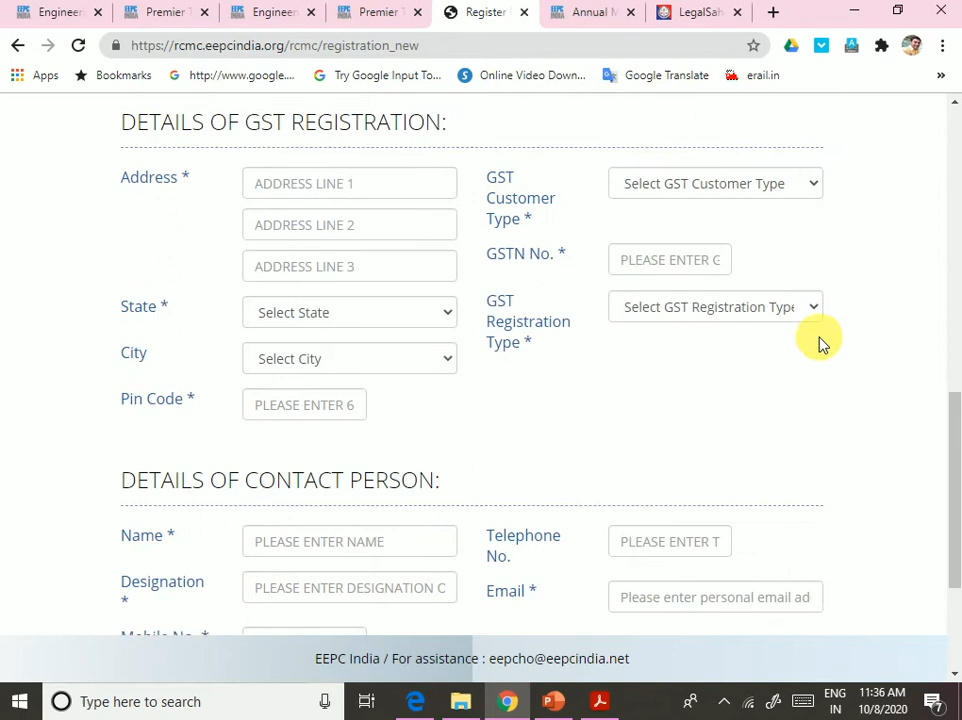 Engineer
Premier T
Engineer
Premier T
Register
Annual M
LegalSah
https://rcmc.eepcindia.org/rcmc/registration_new
Apps
Bookmarks
http://www.google....
Try Google Input To...
Online Video Down...
Google Translate
erail.in
»
DETAILS OF GST REGISTRATION:
Address *
ADDRESS LINE 1
ADDRESS LINE 2
ADDRESS LINE 3
GST Customer Type *
Select GST Customer Type
GSTN No. *
PLEASE ENTER G
State *
Select State
GST Registration Type *
Select GST Registration Type
City
Select City
Pin Code *
PLEASE ENTER 6
DETAILS OF CONTACT PERSON:
Name *
PLEASE ENTER NAME
Telephone No.
PLEASE ENTER T
Designation *
PLEASE ENTER DESIGNATION O
Email *
Please enter personal email ad
Mobile No. *
EEPC India / For assistance : eepcho@eepcindia.net
Type here to search
ENG
IN
11:36 AM
10/8/2020
7